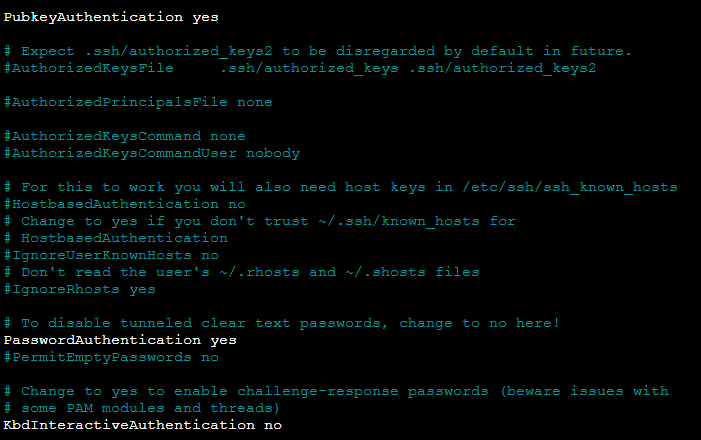 PubkeyAuthentication yes
# Expect .ssh/authorized_keys2 to be disregarded by default in future.
#AuthorizedKeysFile     .ssh/authorized_keys .ssh/authorized_keys2
#AuthorizedPrincipalsFile none
#AuthorizedKeysCommand none
#AuthorizedKeysCommandUser nobody
# For this to work you will also need host keys in /etc/ssh/ssh_known_hosts
#HostbasedAuthentication no
# Change to yes if you don't trust ~/.ssh/known_hosts for
# HostbasedAuthentication
#IgnoreUserKnownHosts no
# Don't read the user's ~/.rhosts and ~/.shosts files
#IgnoreRhosts yes
# To disable tunneled clear text passwords, change to no here!
PasswordAuthentication yes
#PermitEmptyPasswords no
# Change to yes to enable challenge-response passwords (beware issues with
# some PAM modules and threads)
KbdInteractiveAuthentication no